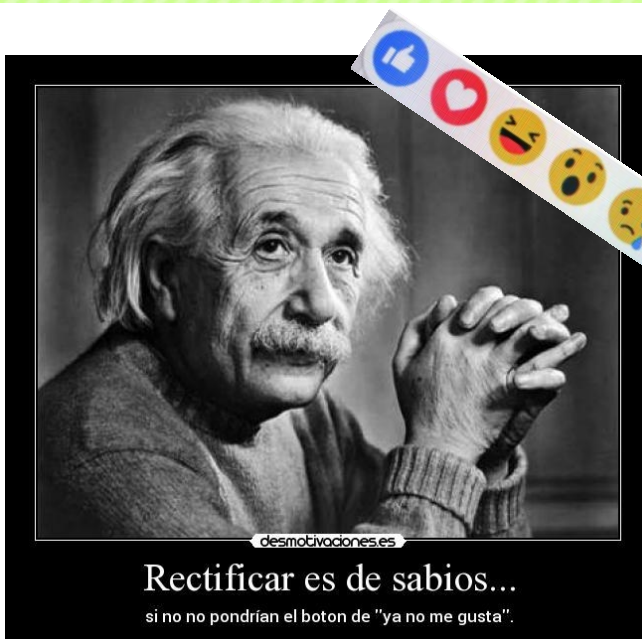 desmotivaciones.es
Rectificar es de sabios...
si no no pondrían el boton de "ya no me gusta".